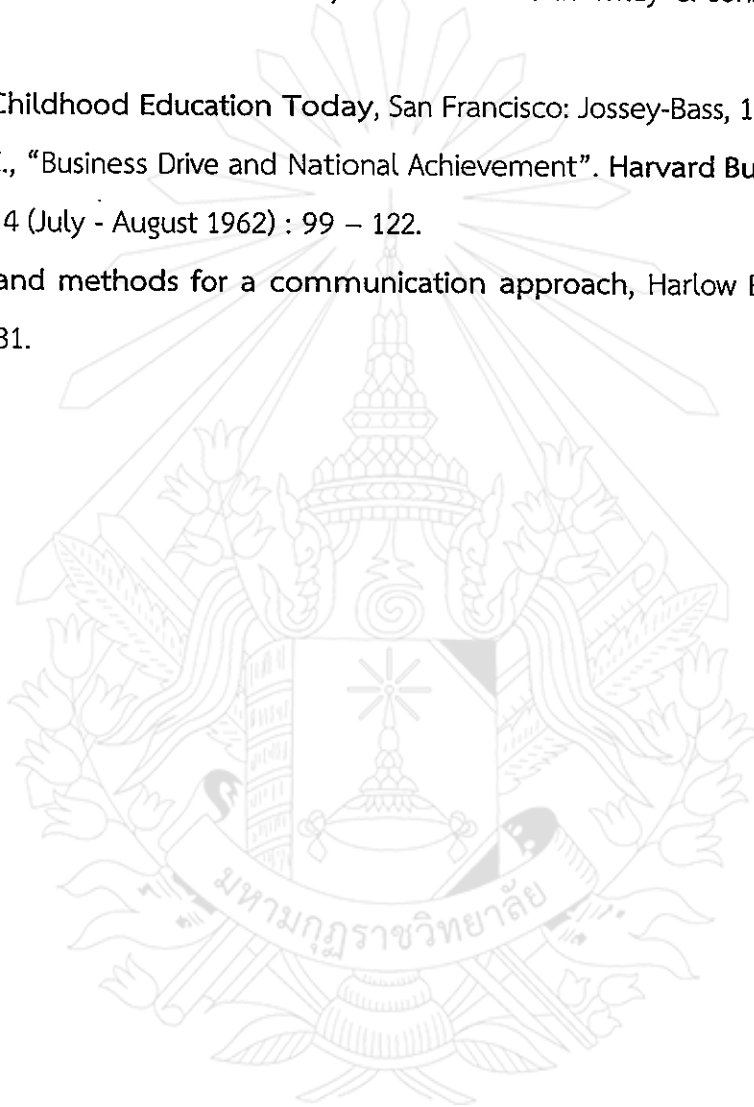 Childhood Education Today, San Francisco: Jossey-Bass, 1
., “Business Drive and National Achievement”. Harvard Bu
4 (July - August 1962) : 99 – 122.
and methods for a communication approach, Harlow E
31.
มหามกุฏราชวิทยาลัย